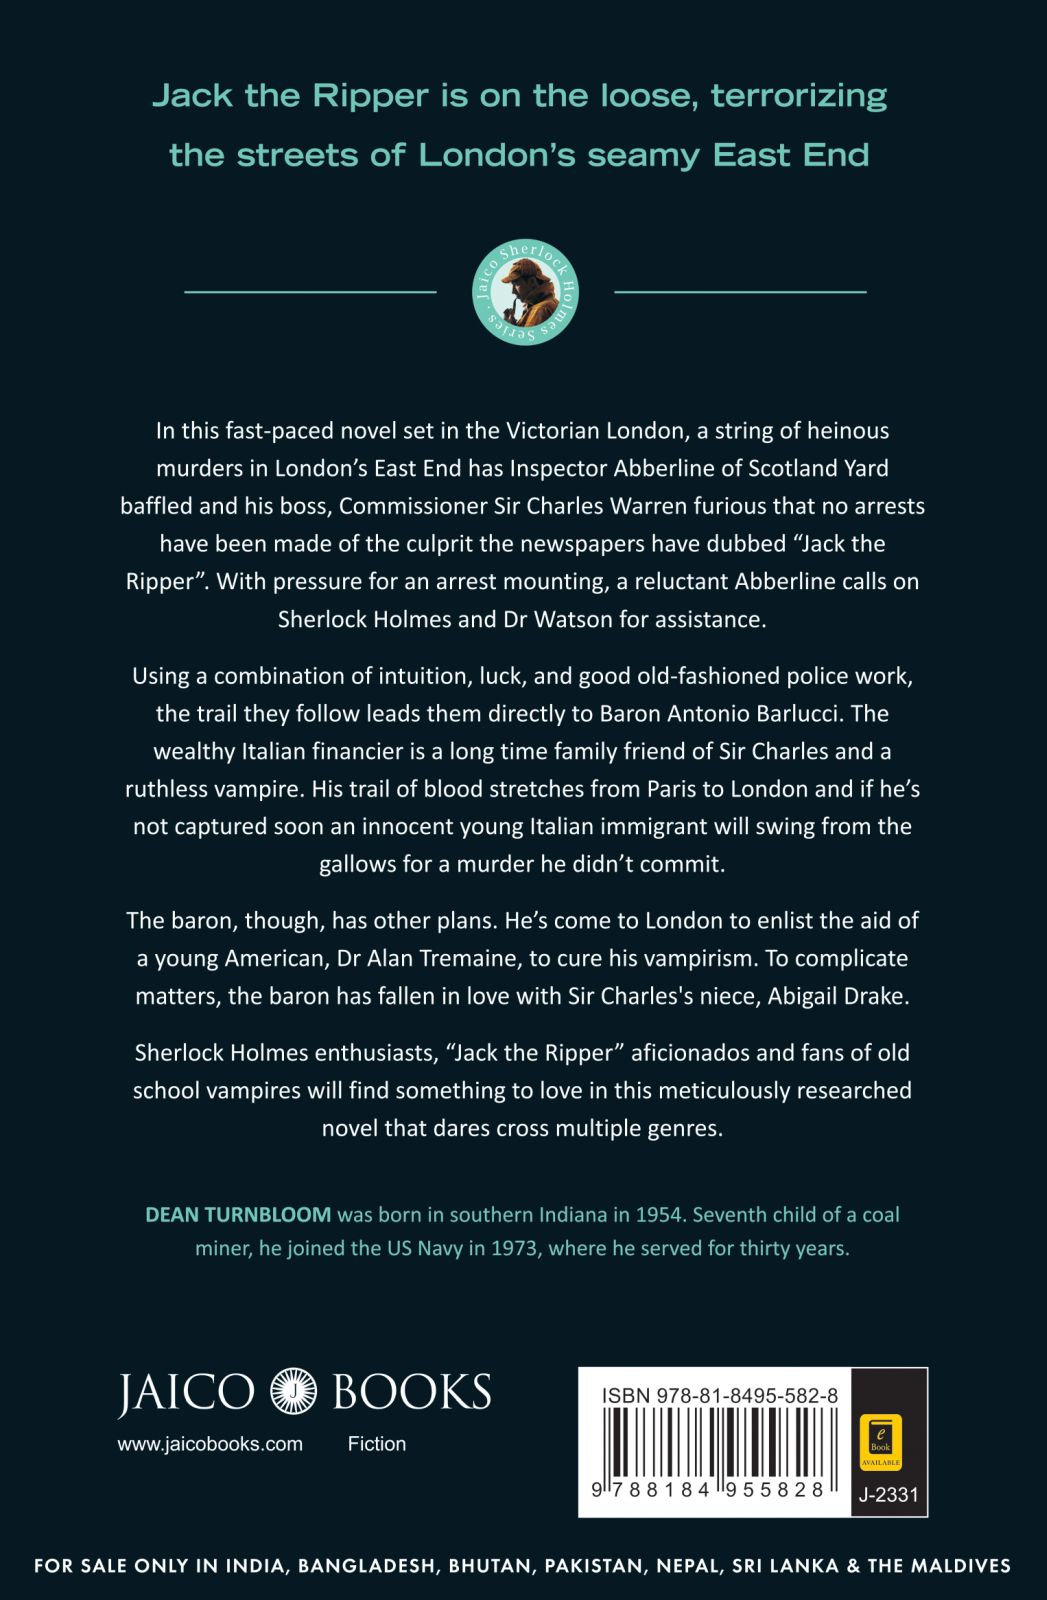 Jack the Ripper is on the loose, terrorizing
the streets of London’s seamy East End
Jaico Sherlock Holmes Series ·
In this fast-paced novel set in the Victorian London, a string of heinous
murders in London’s East End has Inspector Abberline of Scotland Yard
baffled and his boss, Commissioner Sir Charles Warren furious that no arrests
have been made of the culprit the newspapers have dubbed “Jack the
Ripper”. With pressure for an arrest mounting, a reluctant Abberline calls on
Sherlock Holmes and Dr Watson for assistance.
Using a combination of intuition, luck, and good old-fashioned police work,
the trail they follow leads them directly to Baron Antonio Barlucci. The
wealthy Italian financier is a long time family friend of Sir Charles and a
ruthless vampire. His trail of blood stretches from Paris to London and if he’s
not captured soon an innocent young Italian immigrant will swing from the
gallows for a murder he didn’t commit.
The baron, though, has other plans. He’s come to London to enlist the aid of
a young American, Dr Alan Tremaine, to cure his vampirism. To complicate
matters, the baron has fallen in love with Sir Charles's niece, Abigail Drake.
Sherlock Holmes enthusiasts, “Jack the Ripper” aficionados and fans of old
school vampires will find something to love in this meticulously researched
novel that dares cross multiple genres.
DEAN TURNBLOOM was born in southern Indiana in 1954. Seventh child of a coal
miner, he joined the US Navy in 1973, where he served for thirty years.
JAICO J BOOKS
www.jaicobooks.com Fiction
ISBN 978-81-8495-582-8
9 788184 955828
e
Book
AVAILABLE
J-2331
FOR SALE ONLY IN INDIA, BANGLADESH, BHUTAN, PAKISTAN, NEPAL, SRI LANKA & THE MALDIVES